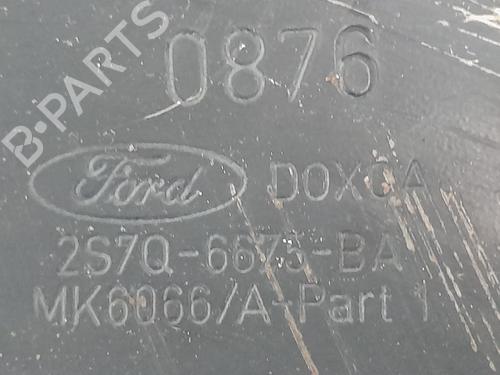 0876
B-PARTS
Ford DOXCA
2S7Q-6675-BA
MK6066/A-Part 1